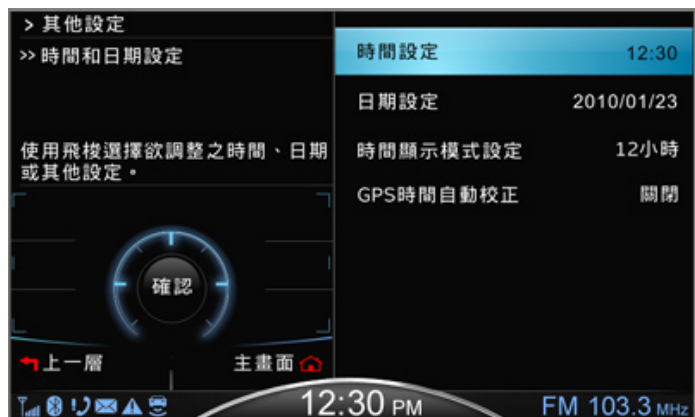 > 其他設定
>> 時間和日期設定
使用飛梭選擇欲調整之時間、日期
或其他設定。
確認
上一層
主畫面
時間設定 12:30
日期設定 2010/01/23
時間顯示模式設定 12小時
GPS時間自動校正 關閉
12:30 PM
FM 103.3 MHz